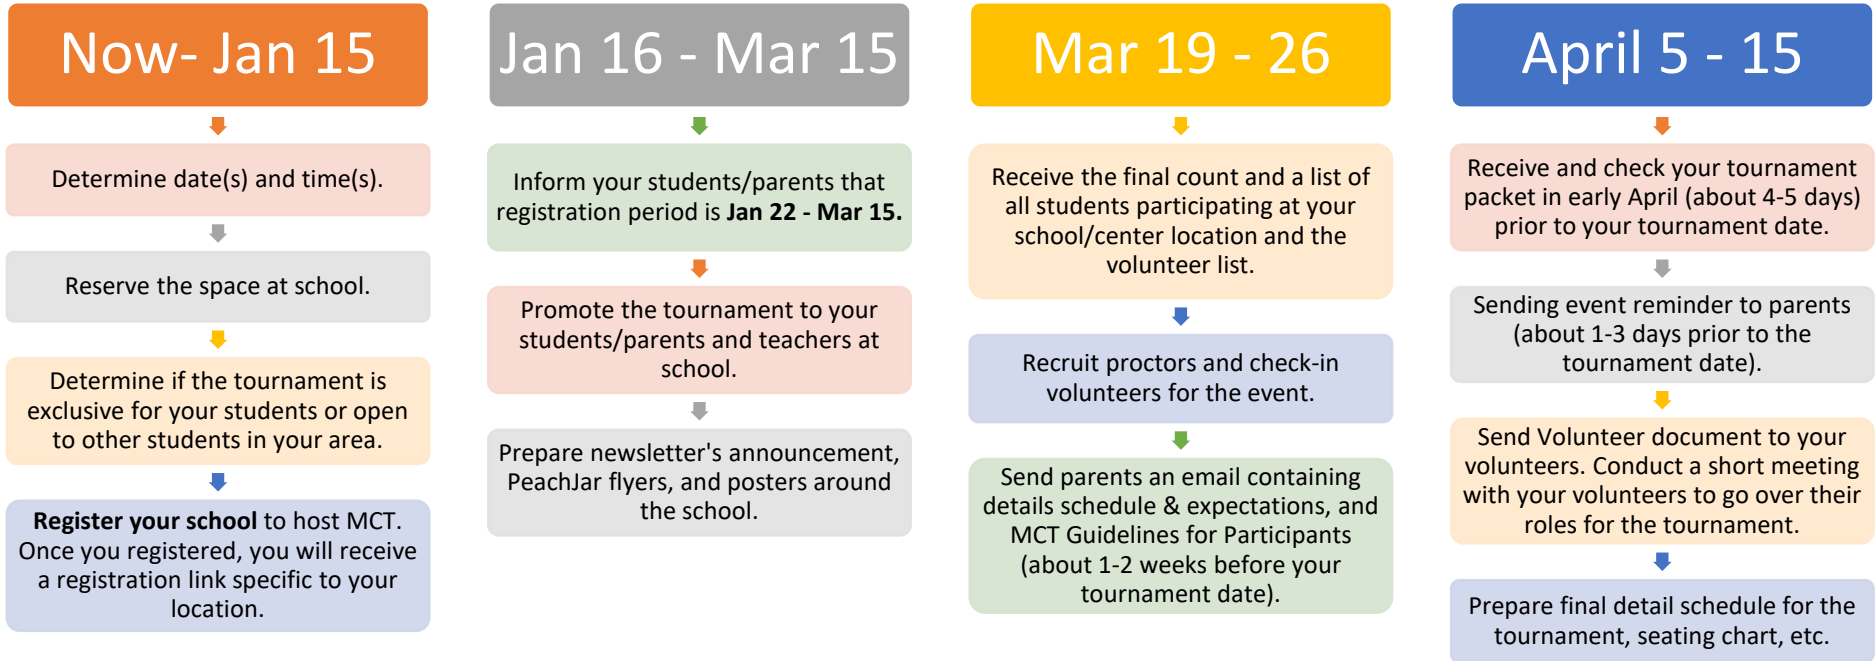 Now- Jan 15
Determine date(s) and time(s).
Reserve the space at school.
Determine if the tournament is
exclusive for your students or open
to other students in your area.
Register your school to host MCT.
Once you registered, you will receive
a registration link specific to your
location.
Jan 16 - Mar 15
Inform your students/parents that
registration period is Jan 22 - Mar 15.
Promote the tournament to your
students/parents and teachers at
school.
Prepare newsletter's announcement,
PeachJar flyers, and posters around
the school.
Mar 19 - 26
Receive the final count and a list of
all students participating at your
school/center location and the
volunteer list.
Recruit proctors and check-in
volunteers for the event.
Send parents an email containing
details schedule & expectations, and
MCT Guidelines for Participants
(about 1-2 weeks before your
tournament date).
April 5 - 15
Receive and check your tournament
packet in early April (about 4-5 days)
prior to your tournament date.
Sending event reminder to parents
(about 1-3 days prior to the
tournament date).
Send Volunteer document to your
volunteers. Conduct a short meeting
with your volunteers to go over their
roles for the tournament.
Prepare final detail schedule for the
tournament, seating chart, etc.